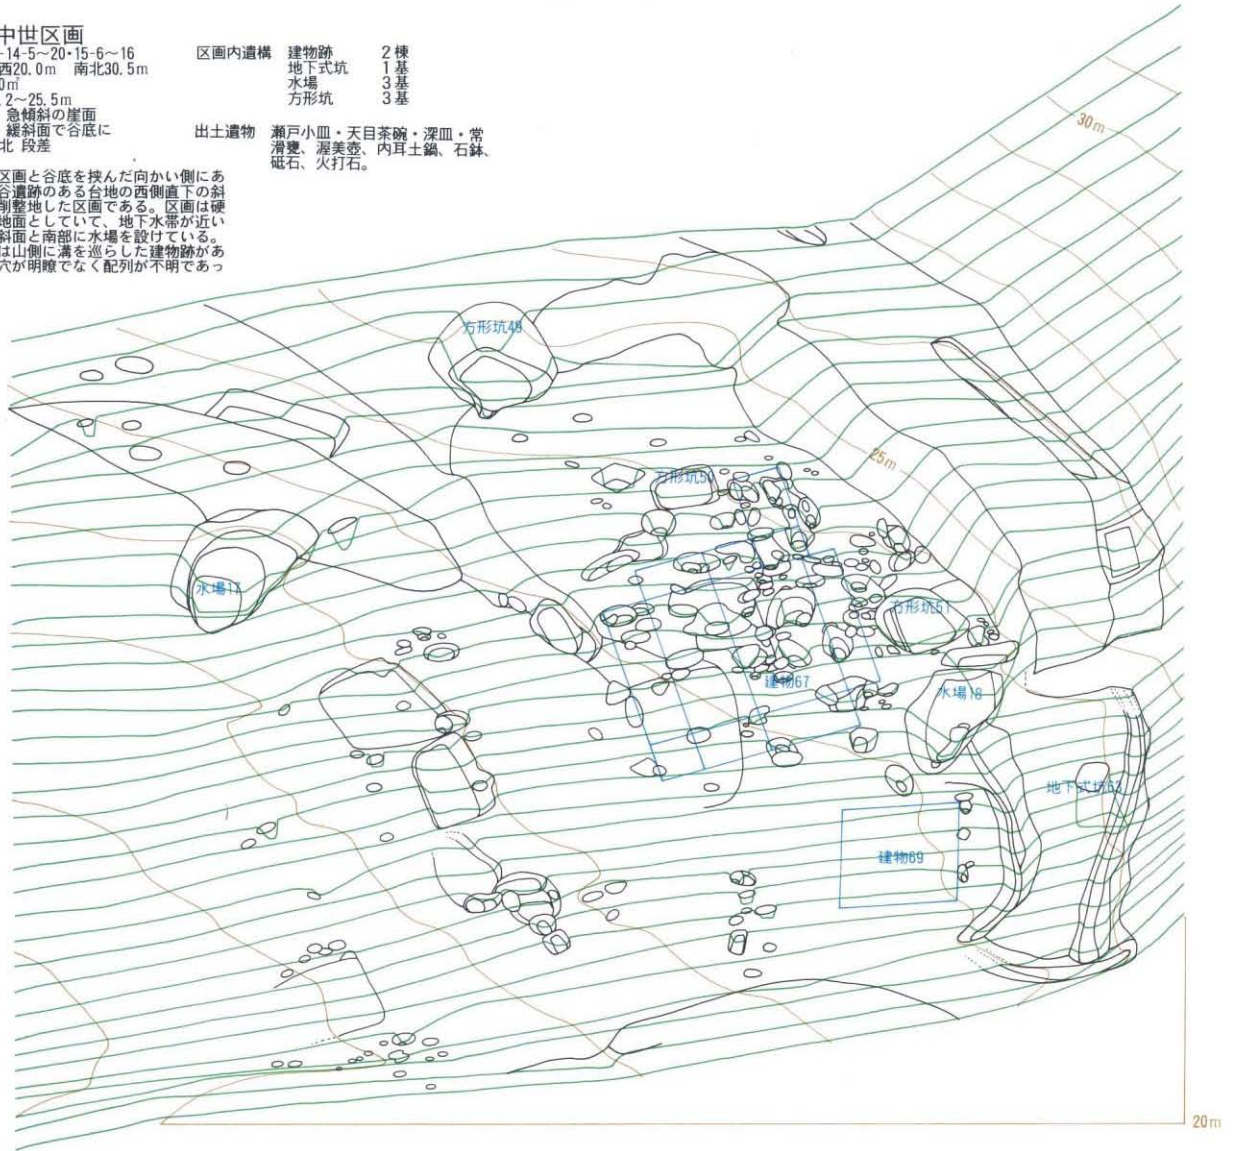 中世区画
-14-5～20・15-6～16
西20.0m 南北30.5m
0㎡
.2～25.5m
急傾斜の崖面
緩斜面で谷底に
北 段差
区画と谷底を挟んだ向かい側にあ
谷遺跡のある台地の西側直下の斜
削整地した区画である。区画は硬
地面としていて、地下水帯が近い
斜面と南部に水場を設けている。
は山側に溝を巡らした建物跡があ
穴が明瞭でなく配列が不明であっ
区画内遺構 建物跡 2棟
地下式坑 1基
水場 3基
方形坑 3基
出土遺物 瀬戸小皿・天目茶碗・深皿・常
滑甕、渥美壺、内耳土鍋、石鉢、
砥石、火打石。
30m
方形坑49
25m
方形坑50
水場17
方形坑51
建物67
水場18
地下式坑63
建物69
20m